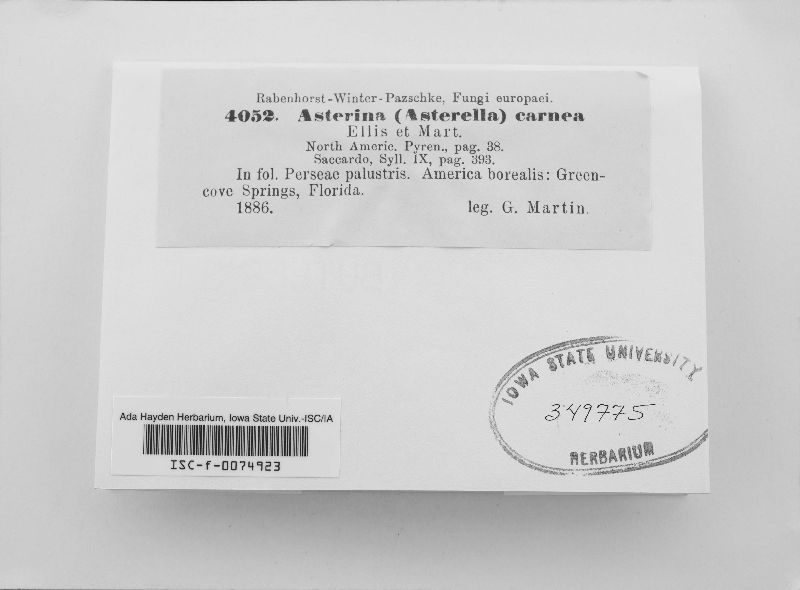 Rabenhorst-Winter-Pazschke, Fungi europaei.
4052. Asterina (Asterella) carnea
Ellis et Mart.
North Americ. Pyren., pag. 38.
Saccardo, Syll. IX, pag. 393.
In fol. Perseae palustris. America borealis: Green-
cove Springs, Florida.
1886. leg. G. Martin.
IOWA STATE UNIVERSITY
349775
HERBARIUM
Ada Hayden Herbarium, Iowa State Univ.-ISC/IA
ISC-f-0074923